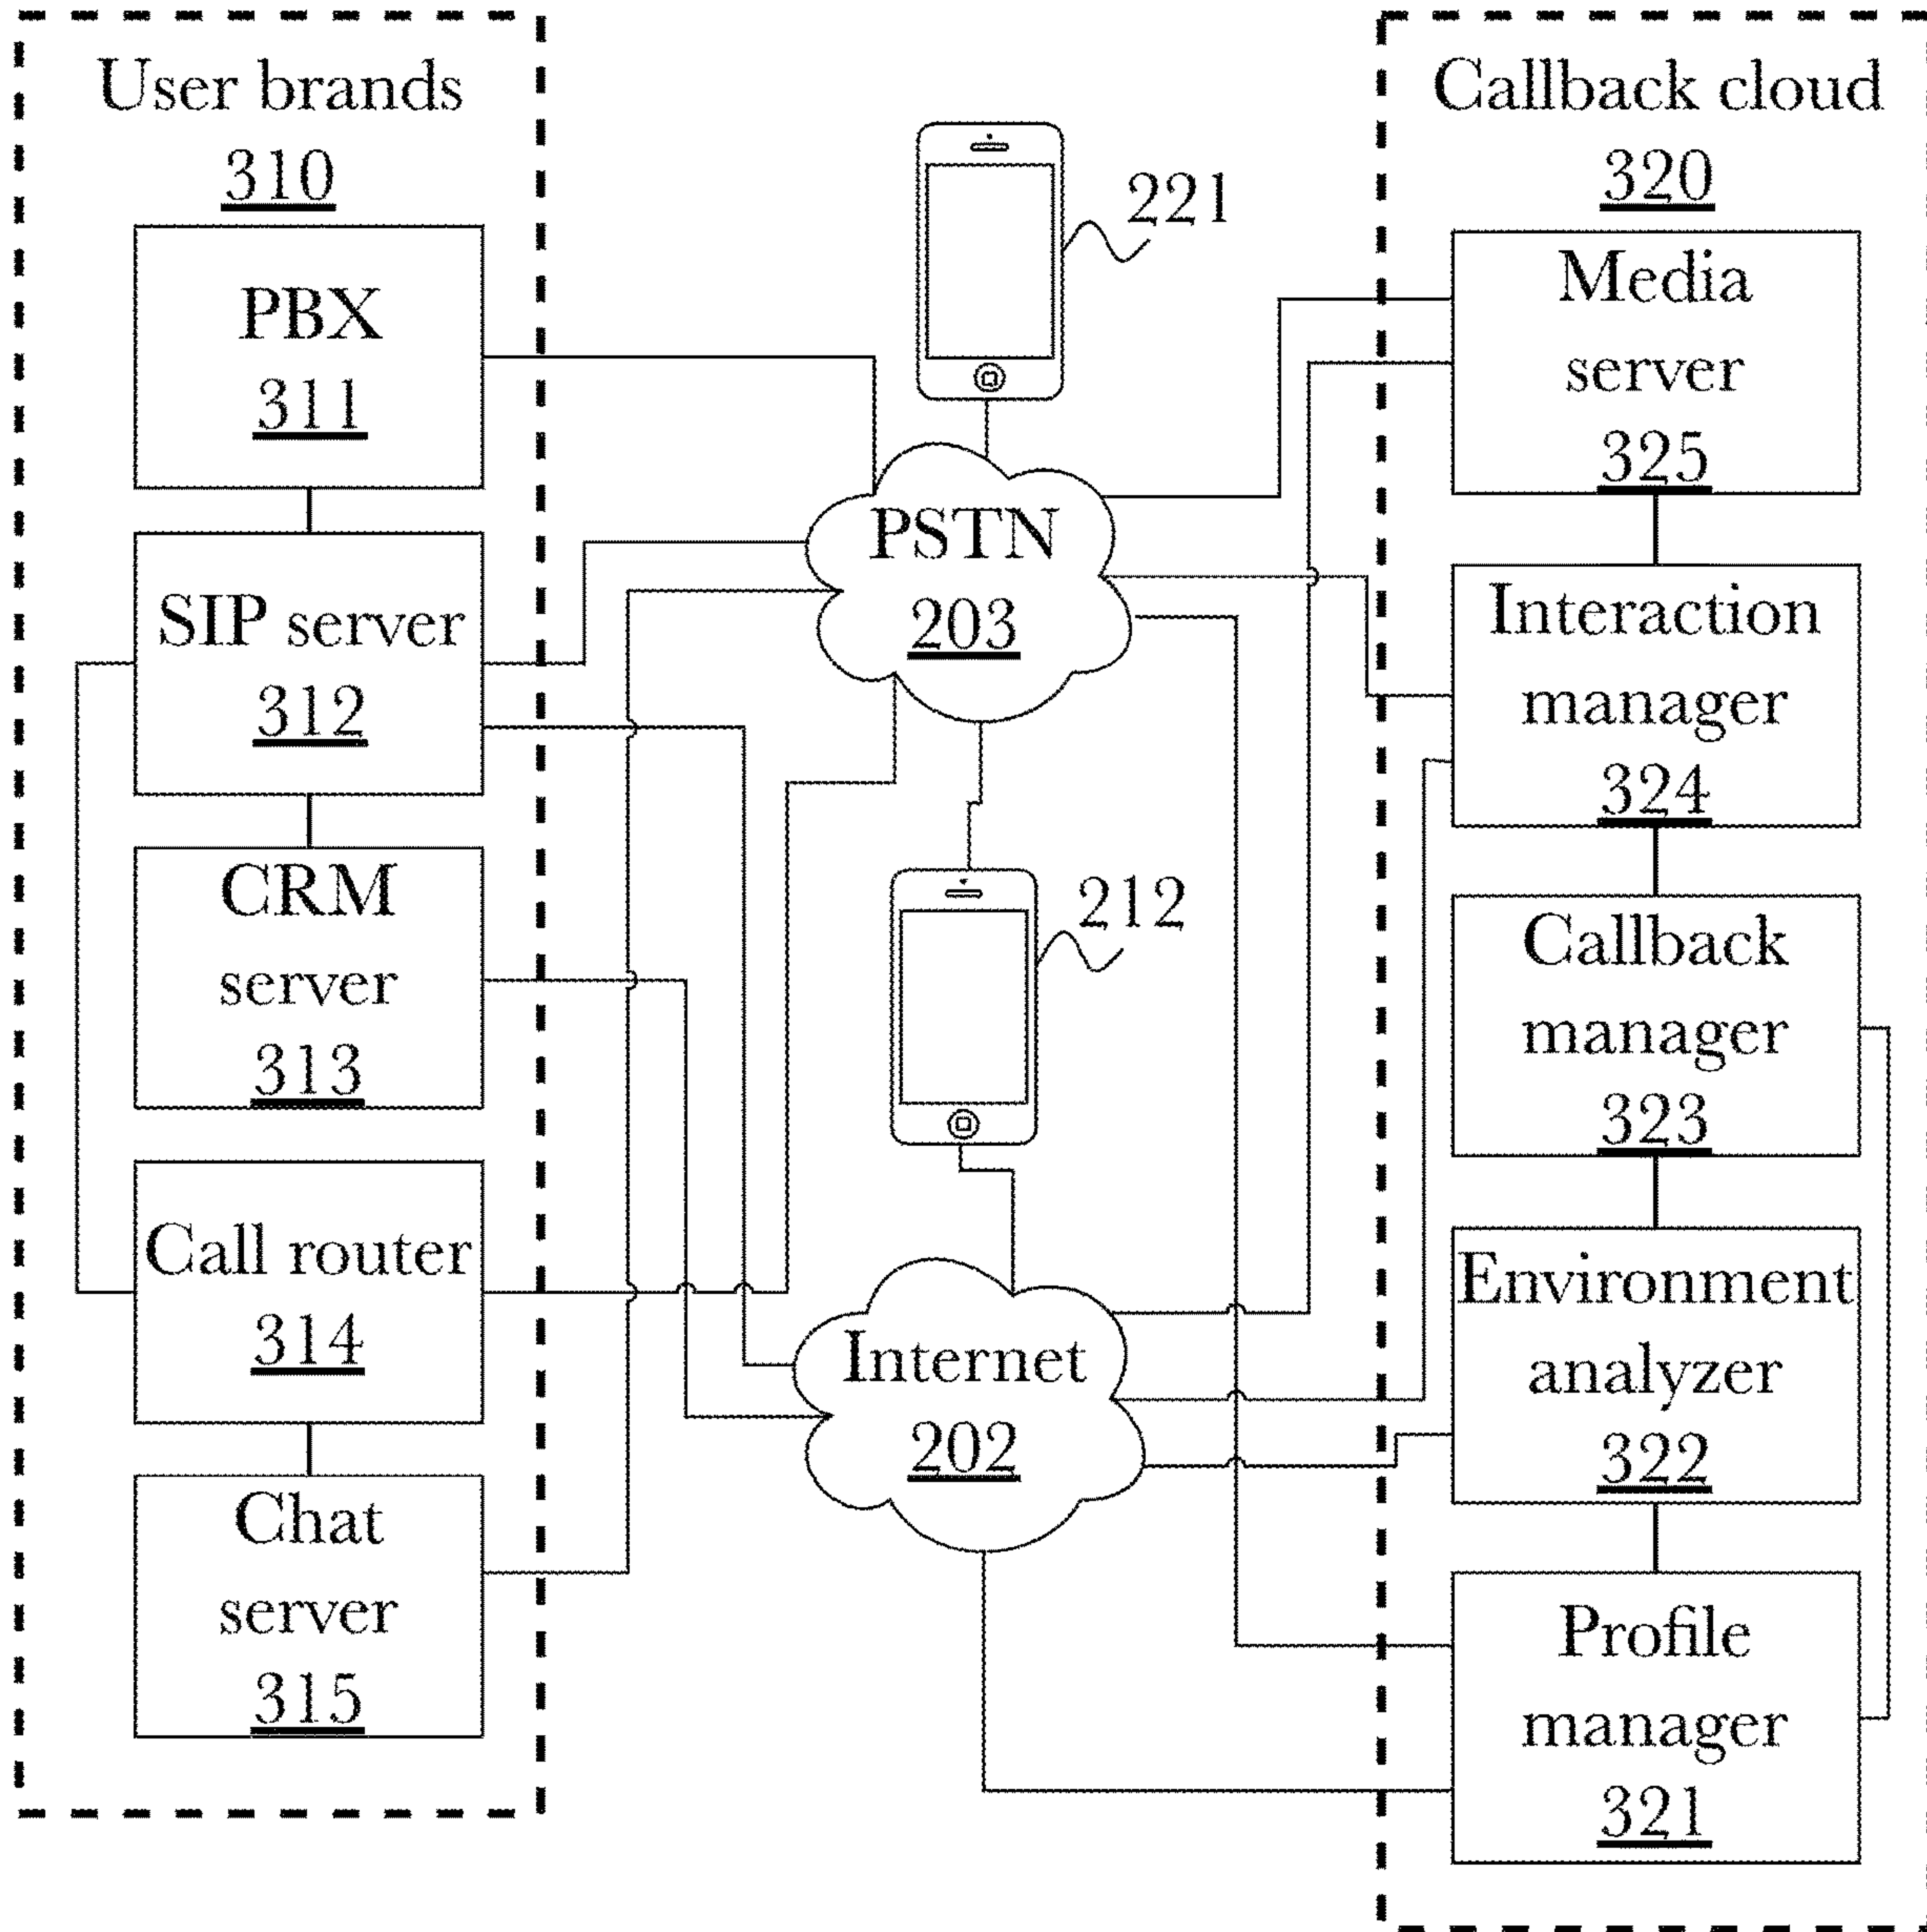 User brands
310
PBX
311
SIP server
312
CRM
server
313
Call router
314
Chat
server
315
221
PSTN
203
212
Internet
202
Callback cloud
320
Media
server
325
Interaction
manager
324
Callback
manager
323
Environment
analyzer
322
Profile
manager
321